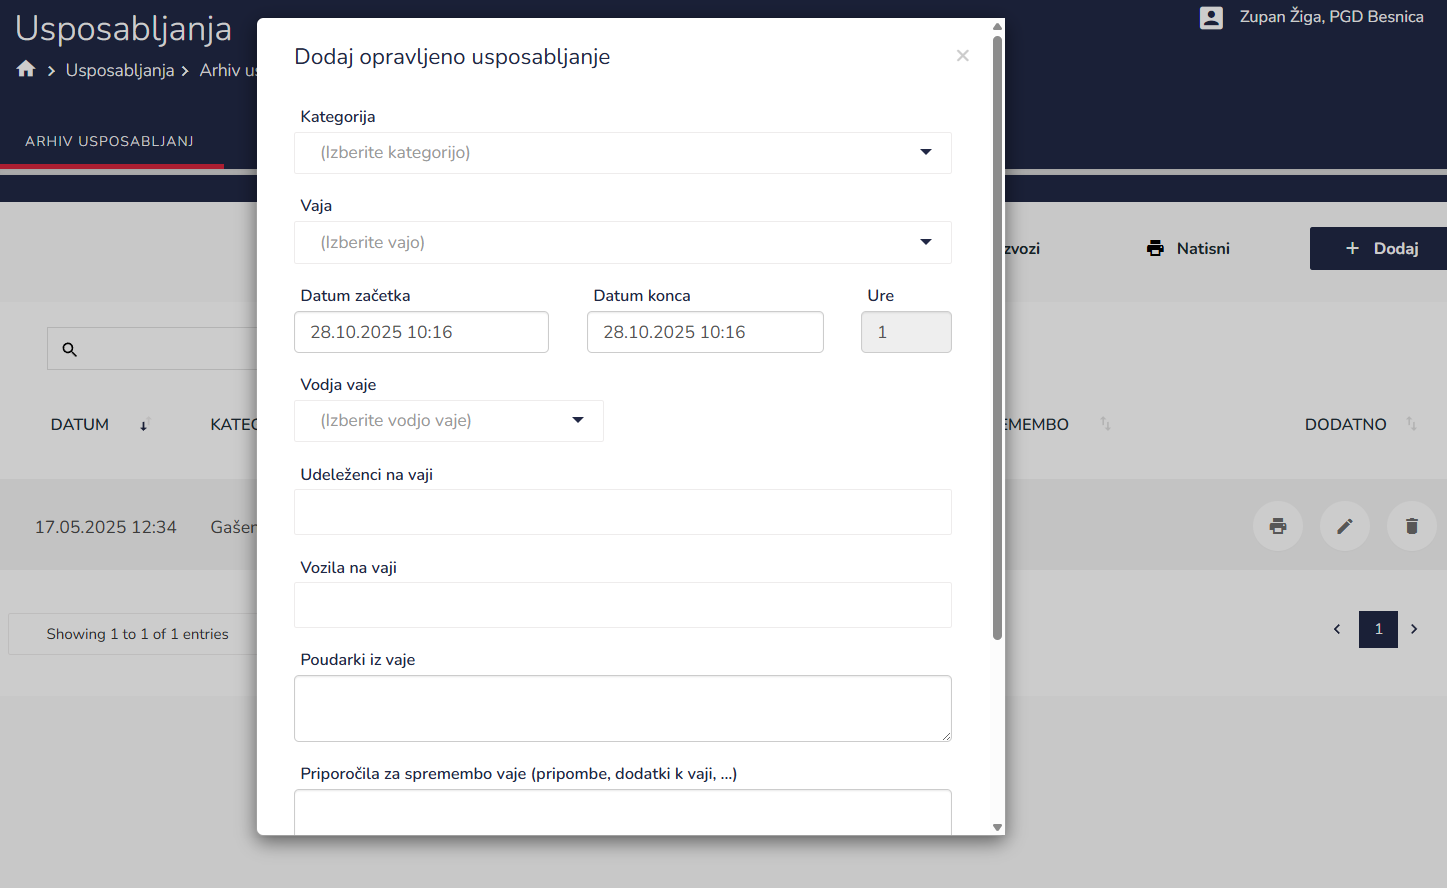 Usposabljanja
Zupan Žiga, PGD Besnica
Usposabljanja > Arhiv
ARHIV USPOSABLJANJ
Dodaj opravljeno usposabljanje
×
Kategorija
(Izberite kategorijo)
Vaja
(Izberite vajo)
Datum začetka Datum konca Ure
28.10.2025 10:16 28.10.2025 10:16 1
Vodja vaje
(Izberite vodjo vaje)
Udeleženci na vaji
Vozila na vaji
Poudarki iz vaje
Priporočila za spremembo vaje (pripombe, dodatki k vaji, ...)
zvozi Natisni + Dodaj
DATUM KATEG EMEMBO DODATNO
17.05.2025 12:34 Gašen
Showing 1 to 1 of 1 entries
1